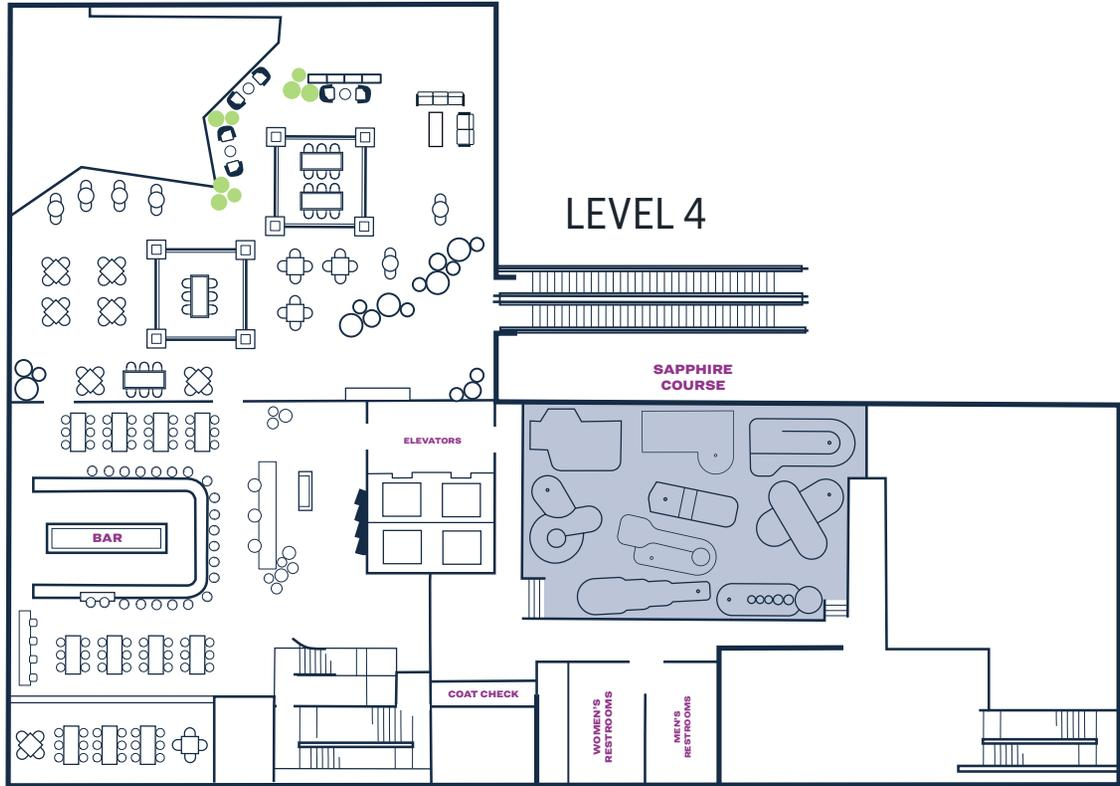 LEVEL 4
SAPPHIRE
COURSE
ELEVATORS
BAR
COAT CHECK
WOMEN'S
RESTROOMS
MEN'S
RESTROOMS